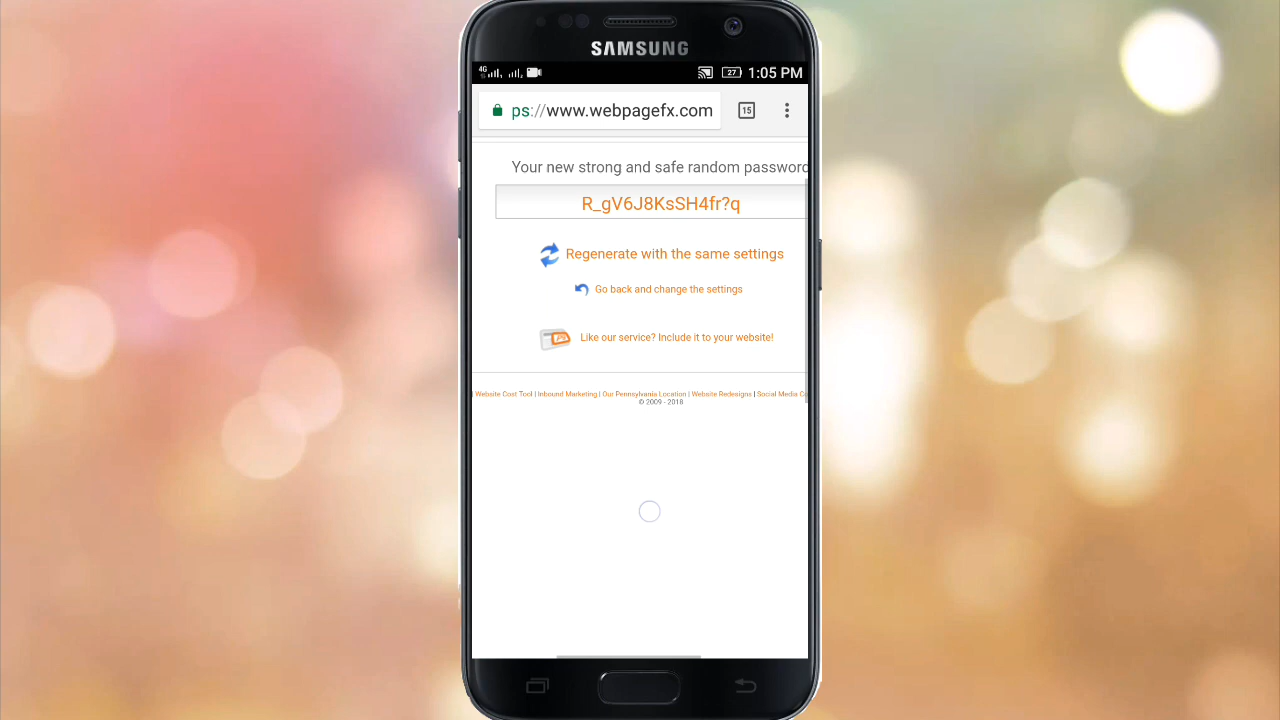 SAMSUNG
4G 27 1:05 PM
ps://www.webpagefx.com 15
Your new strong and safe random password
R_gV6J8KsSH4fr?q
Regenerate with the same settings
Go back and change the settings
Like our service? Include it to your website!
| Website Cost Tool | Inbound Marketing | Our Pennsylvania Location | Website Redesigns | Social Media
© 2009 - 2018